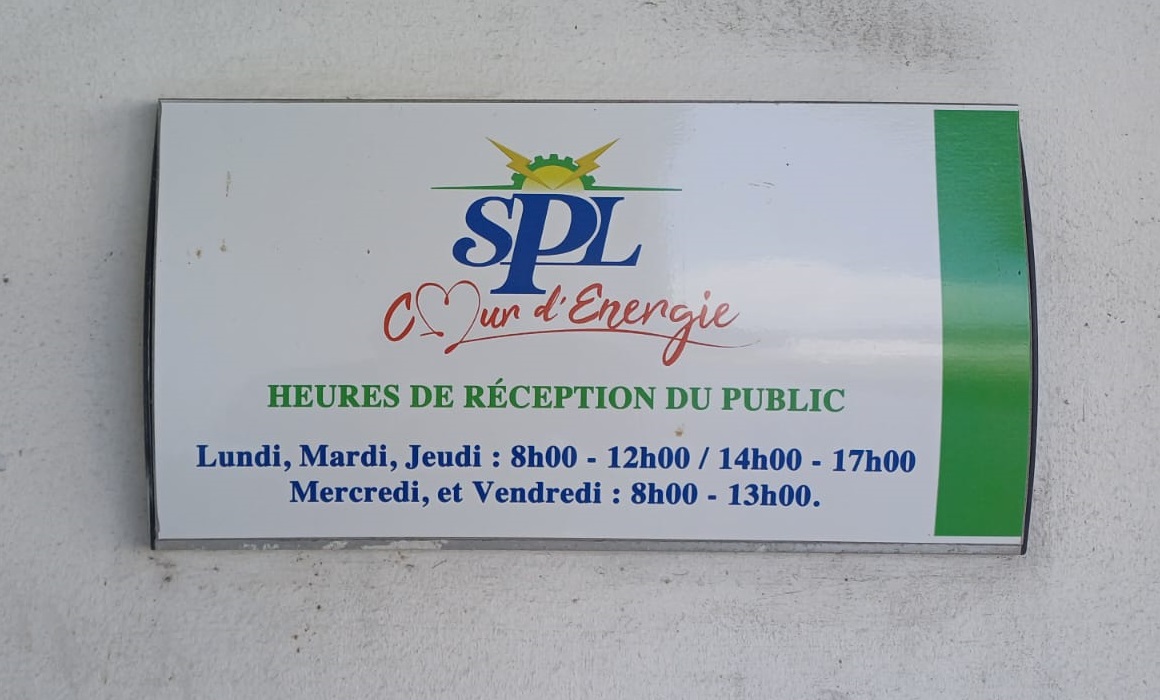 SPL
Cœur d'Energie
HEURES DE RÉCEPTION DU PUBLIC
Lundi, Mardi, Jeudi : 8h00 - 12h00 / 14h00 - 17h00
Mercredi, et Vendredi : 8h00 - 13h00.